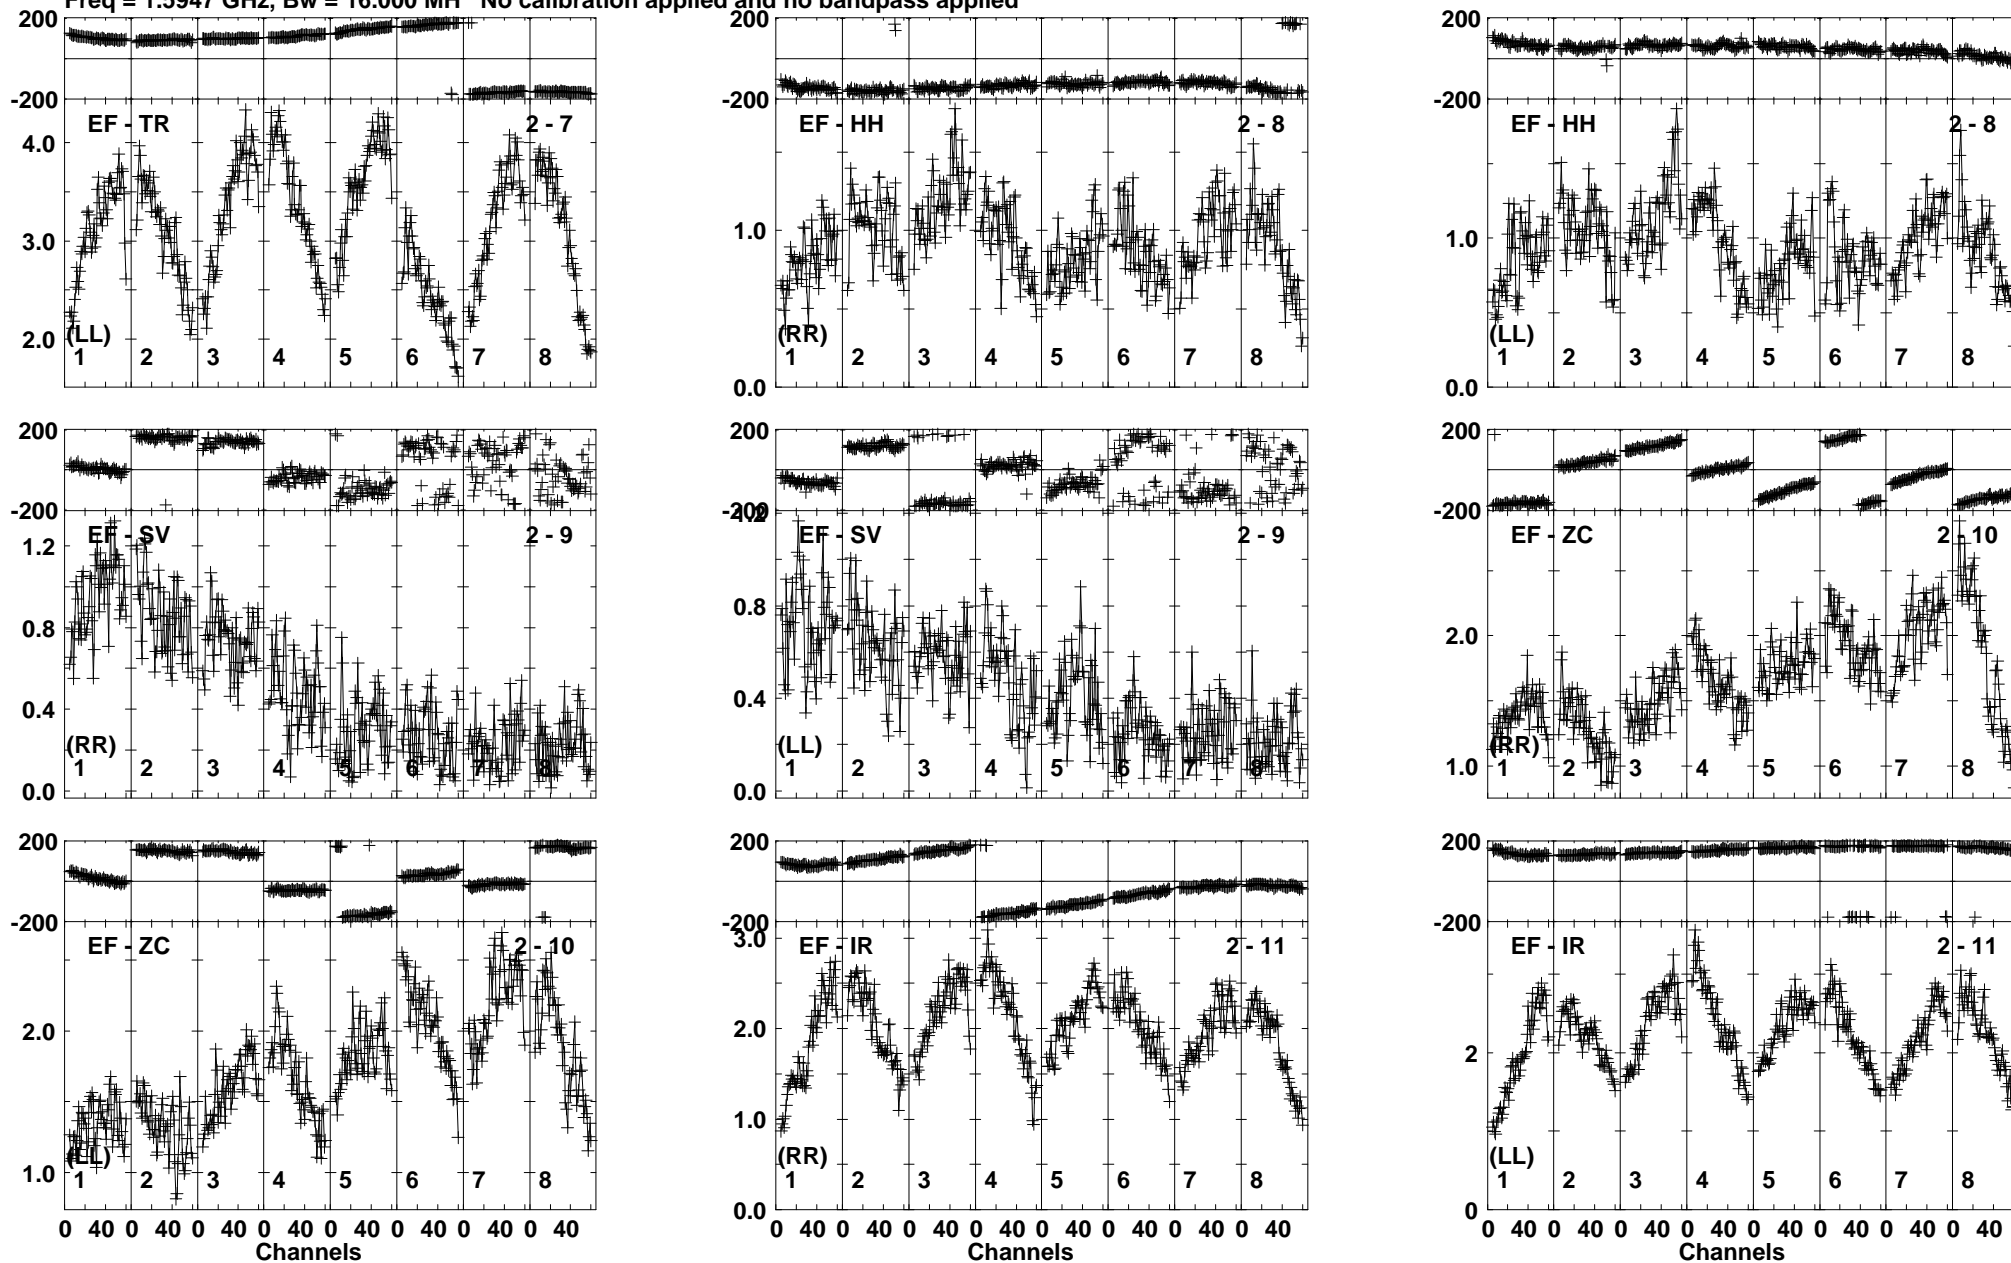 Freq = 1.5947 GHz, Bw = 16.000 MH No calibration applied and no bandpass applied
200 200 200
-200 -200 -200
EF - TR 2 - 7 EF - HH 2 - 8 EF - HH 2 - 8
4.0
3.0 1.0 1.0
2.0
(LL) (RR) (LL)
1 2 3 4 5 6 7 8 1 2 3 4 5 6 7 8 1 2 3 4 5 6 7 8
0.0 0.0
200 200 200
-200 -200 -200
1.2
EF - SV 2 - 9 EF - SV 2 - 9 EF - ZC 2 - 10
1.2
0.8 0.8 2.0
0.4 0.4
(RR) (LL) (RR)
1 2 3 4 5 6 7 8 1 2 3 4 5 6 7 8 1 2 3 4 5 6 7 8
1.0
0.0 0.0
200 200 200
-200 -200 -200
3.0
EF - ZC 2 - 10 EF - IR 2 - 11 EF - IR 2 - 11
2.0 2.0 2
1.0 1.0
(LL) (RR) (LL)
1 2 3 4 5 6 7 8 1 2 3 4 5 6 7 8 1 2 3 4 5 6 7 8
0.0 0
0 40 0 40 0 40 0 40 0 40 0 40 0 40 0 40 0 40 0 40 0 40 0 40 0 40 0 40 0 40 0 40 0 40 0 40 0 40 0 40 0 40 0 40 0 40 0 40
Channels Channels Channels